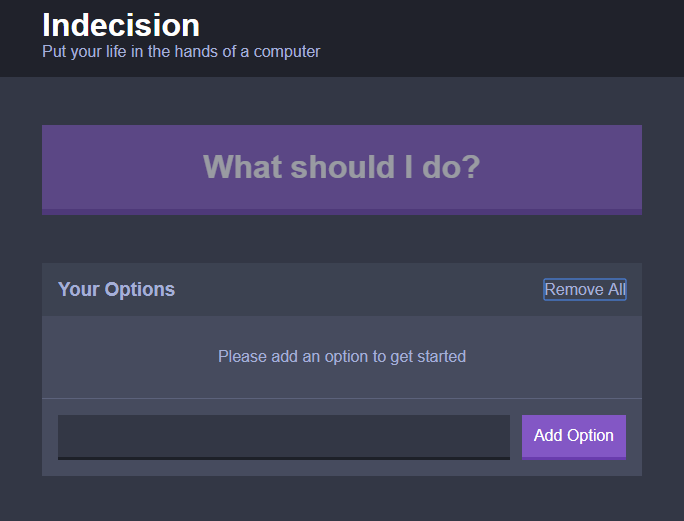 Indecision
Put your life in the hands of a computer
What should I do?
Your Options
Remove All
Please add an option to get started
Add Option